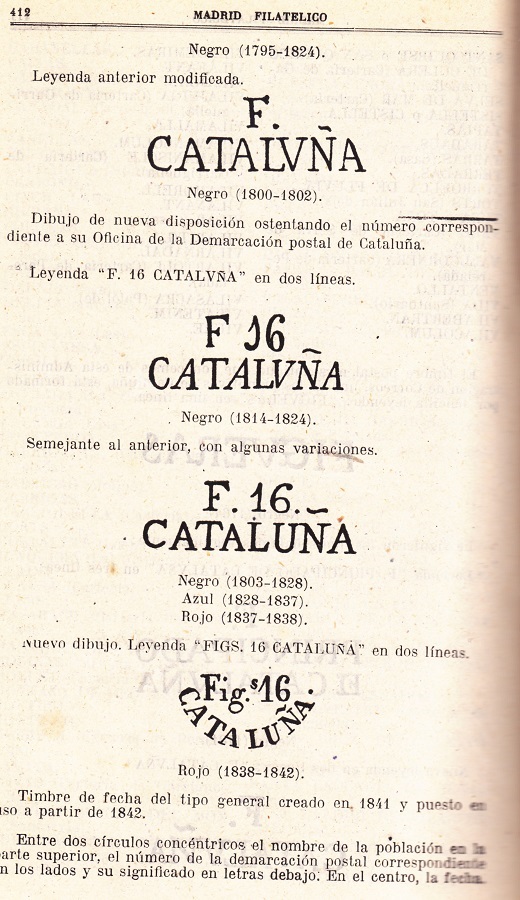 412
MADRID FILATELICO
Negro (1795-1824).
Leyenda anterior modificada.
F.
CATALVÑA
Negro (1800-1802).
Dibujo de nueva disposición ostentando el número correspon-
diente a su Oficina de la Demarcación postal de Cataluña.
Leyenda "F. 16 CATALVÑA" en dos líneas.
F 16
CATALVÑA
Negro (1814-1824).
Semejante al anterior, con algunas variaciones.
F. 16.
CATALUÑA
Negro (1803-1828).
Azul (1828-1837).
Rojo (1837-1838).
Nuevo dibujo. Leyenda "FIGS. 16 CATALUÑA" en dos líneas.
Fig.s 16
CATALUÑA
Rojo (1838-1842).
Timbre de fecha del tipo general creado en 1841 y puesto en
uso a partir de 1842.
Entre dos círculos concéntricos el nombre de la población en la
arte superior, el número de la demarcación postal correspondiente
n los lados y su significado en letras debajo. En el centro, la fecha.